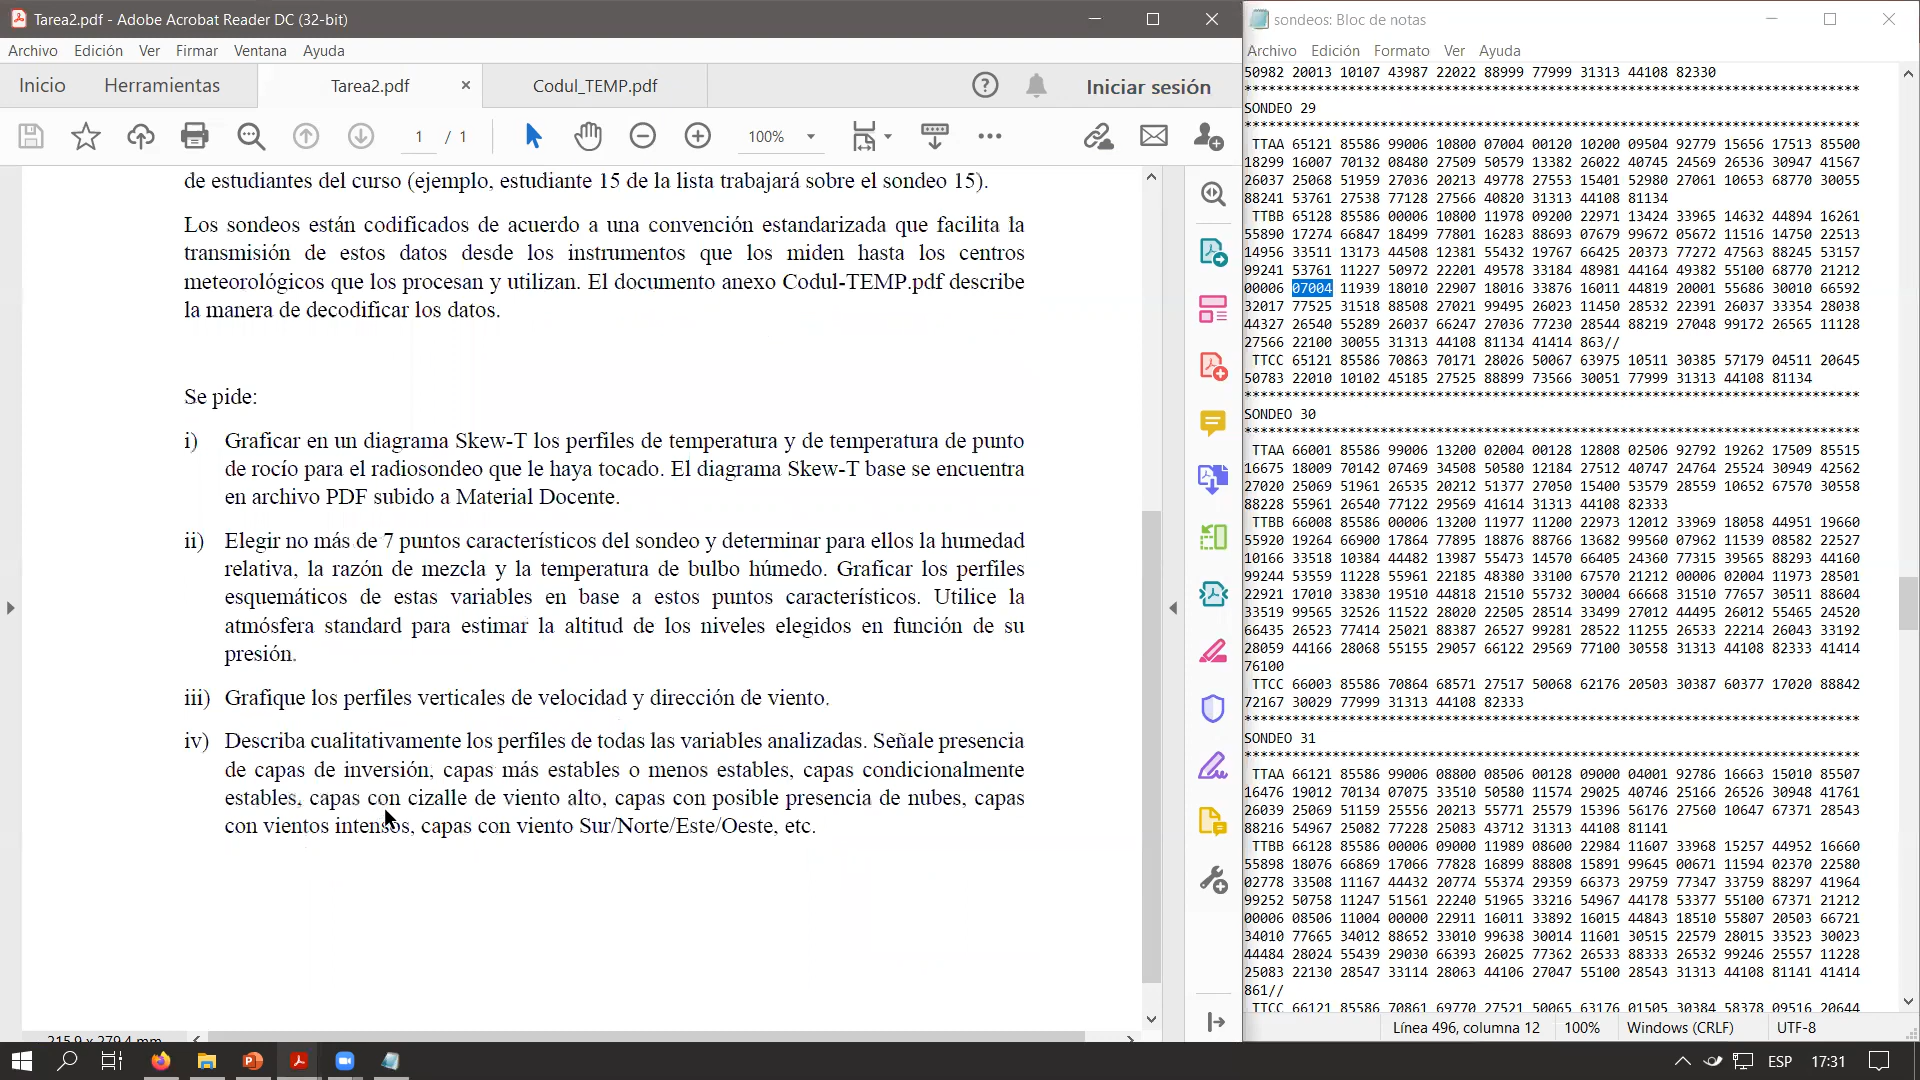 Tarea2.pdf - Adobe Acrobat Reader DC (32-bit)
Archivo Edición Ver Firmar Ventana Ayuda
Inicio Herramientas Tarea2.pdf × Codul_TEMP.pdf Iniciar sesión
1 / 1 100%
de estudiantes del curso (ejemplo, estudiante 15 de la lista trabajará sobre el sondeo 15).
Los sondeos están codificados de acuerdo a una convención estandarizada que facilita la
transmisión de estos datos desde los instrumentos que los miden hasta los centros
meteorológicos que los procesan y utilizan. El documento anexo Codul-TEMP.pdf describe
la manera de decodificar los datos.
Se pide:
i) Graficar en un diagrama Skew-T los perfiles de temperatura y de temperatura de punto
de rocío para el radiosondeo que le haya tocado. El diagrama Skew-T base se encuentra
en archivo PDF subido a Material Docente.
ii) Elegir no más de 7 puntos característicos del sondeo y determinar para ellos la humedad
relativa, la razón de mezcla y la temperatura de bulbo húmedo. Graficar los perfiles
esquemáticos de estas variables en base a estos puntos característicos. Utilice la
atmósfera standard para estimar la altitud de los niveles elegidos en función de su
presión.
iii) Grafique los perfiles verticales de velocidad y dirección de viento.
iv) Describa cualitativamente los perfiles de todas las variables analizadas. Señale presencia
de capas de inversión, capas más estables o menos estables, capas condicionalmente
estables, capas con cizalle de viento alto, capas con posible presencia de nubes, capas
con vientos intensos, capas con viento Sur/Norte/Este/Oeste, etc.
215,9 x 279,4 mm
sondeos: Bloc de notas
Archivo Edición Formato Ver Ayuda
50982 20013 10107 43987 22022 88999 77999 31313 44108 82330
*****************************************************************************
SONDEO 29
*****************************************************************************
TTAA 65121 85586 99006 10800 07004 00120 10200 09504 92779 15656 17513 85500
18299 16007 70132 08480 27509 50579 13382 26022 40745 24569 26536 30947 41567
26037 25068 51959 27036 20213 49778 27553 15401 52980 27061 10653 68770 30055
88241 53761 27538 77128 27566 40820 31313 44108 81134
TTBB 65128 85586 00006 10800 11978 09200 22971 13424 33965 14632 44894 16261
55890 17274 66847 18499 77801 16283 88693 07679 99672 05672 11516 14750 22513
14956 33511 13173 44508 12381 55432 19767 66425 20373 77272 47563 88245 53157
99241 53761 11227 50972 22201 49578 33184 48981 44164 49382 55100 68770 21212
00006 07004 11939 18010 22907 18016 33876 16011 44819 20001 55686 30010 66592
32017 77525 31518 88508 27021 99495 26023 11450 28532 22391 26037 33354 28038
44327 26540 55289 26037 66247 27036 77230 28544 88219 27048 99172 26565 11128
27566 22100 30055 31313 44108 81134 41414 863//
TTCC 65121 85586 70863 70171 28026 50067 63975 10511 30385 57179 04511 20645
50783 22010 10102 45185 27525 88899 73566 30051 77999 31313 44108 81134
*****************************************************************************
SONDEO 30
*****************************************************************************
TTAA 66001 85586 99006 13200 02004 00128 12808 02506 92792 19262 17509 85515
16675 18009 70142 07469 34508 50580 12184 27512 40747 24764 25524 30949 42562
27020 25069 51961 26535 20212 51377 27050 15400 53579 28559 10652 67570 30558
88228 55961 26540 77122 29569 41614 31313 44108 82333
TTBB 66008 85586 00006 13200 11977 11200 22973 12012 33969 18058 44951 19660
55920 19264 66900 17864 77895 18876 88766 13682 99560 07962 11539 08582 22527
10166 33518 10384 44482 13987 55473 14570 66405 24360 77315 39565 88293 44160
99244 53559 11228 55961 22185 48380 33100 67570 21212 00006 02004 11973 28501
22921 17010 33830 19510 44818 21510 55732 30004 66668 31510 77657 30511 88604
33519 99565 32526 11522 28020 22505 28514 33499 27012 44495 26012 55465 24520
66435 26523 77414 25021 88387 26527 99281 28522 11255 26533 22214 26043 33192
28059 44166 28068 55155 29057 66122 29569 77100 30558 31313 44108 82333 41414
76100
TTCC 66003 85586 70864 68571 27517 50068 62176 20503 30387 60377 17020 88842
72167 30029 77999 31313 44108 82333
*****************************************************************************
SONDEO 31
*****************************************************************************
TTAA 66121 85586 99006 08800 08506 00128 09000 04001 92786 16663 15010 85507
16476 19012 70134 07075 33510 50580 11574 29025 40746 25166 26526 30948 41761
26039 25069 51159 25556 20213 55771 25579 15396 56176 27560 10647 67371 28543
88216 54967 25082 77228 25083 43712 31313 44108 81141
TTBB 66128 85586 00006 09000 11989 08600 22984 11607 33968 15257 44952 16660
55898 18076 66869 17066 77828 16899 88808 15891 99645 00671 11594 02370 22580
02778 33508 11167 44432 20774 55374 29359 66373 29759 77347 33759 88297 41964
99252 50758 11247 51561 22240 51965 33216 54967 44178 53377 55100 67371 21212
00006 08506 11004 00000 22911 16011 33892 16015 44843 18510 55807 20503 66721
34010 77665 34012 88652 33010 99638 30014 11601 30515 22579 28015 33523 30023
44484 28024 55439 29030 66393 26025 77362 26533 88333 26532 99246 25557 11228
25083 22130 28547 33114 28063 44106 27047 55100 28543 31313 44108 81141 41414
861//
TTCC 66121 85586 70861 69770 27521 50065 63176 01505 30384 58378 09516 20644
Línea 496, columna 12 100% Windows (CRLF) UTF-8
ESP 17:31